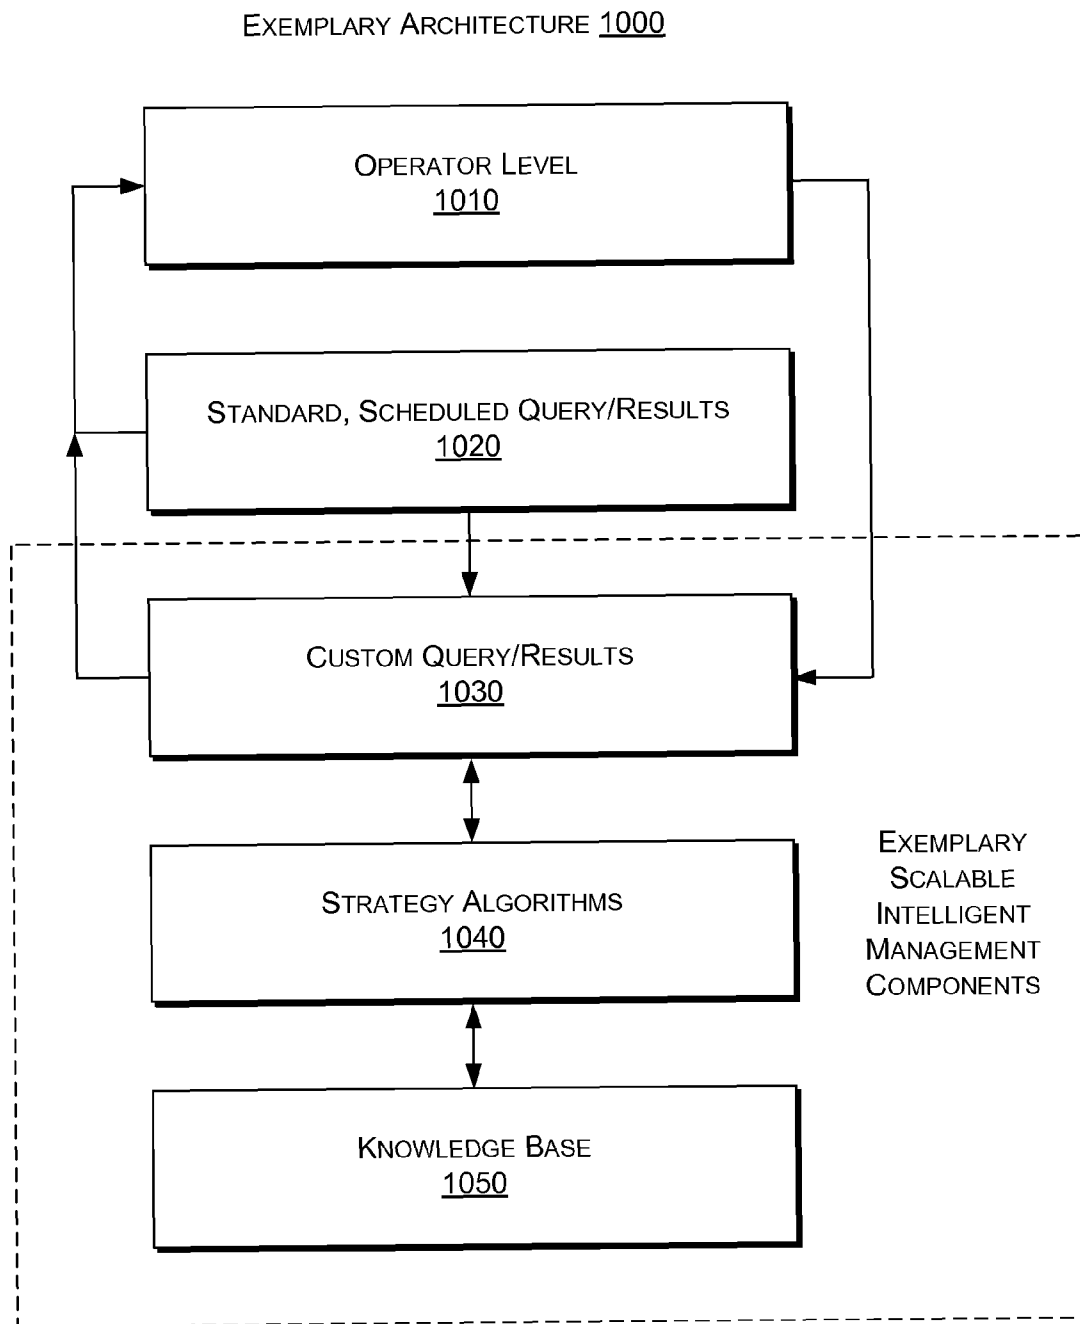 EXEMPLARY ARCHITECTURE 1000
OPERATOR LEVEL
1010
STANDARD, SCHEDULED QUERY/RESULTS
1020
CUSTOM QUERY/RESULTS
1030
STRATEGY ALGORITHMS
1040
EXEMPLARY
SCALABLE
INTELLIGENT
MANAGEMENT
COMPONENTS
KNOWLEDGE BASE
1050